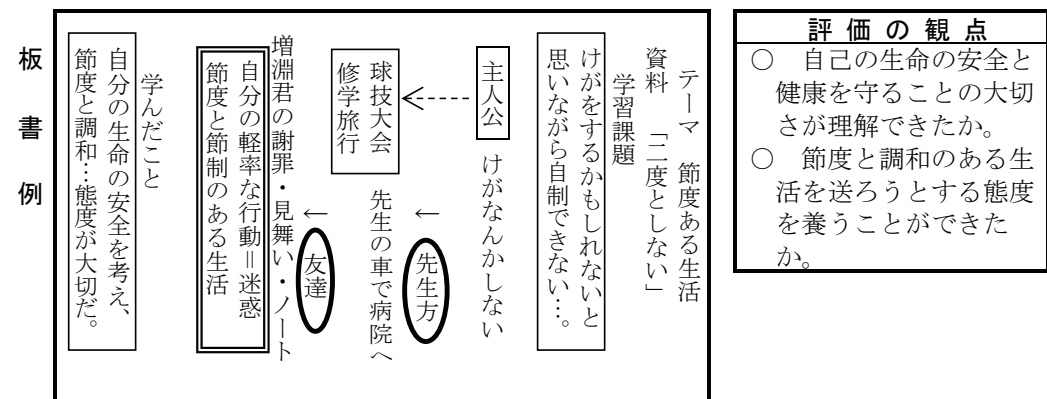 板書例
テーマ 節度ある生活
資料 「二度としない」
学習課題
けがをするかもしれないと
思いながら自制できない…。
主人公 けがなんかしない
球技大会
修学旅行
先生方
↑
先生の車で病院へ
友達
↑
増淵君の謝罪・見舞い・ノート
自分の軽率な行動=迷惑
節度と節制のある生活
学んだこと
自分の生命の安全を考え、
節度と調和…態度が大切だ。
評価の観点
○ 自己の生命の安全と
健康を守ることの大切
さが理解できたか。
○ 節度と調和のある生
活を送ろうとする態度
を養うことができた
か。